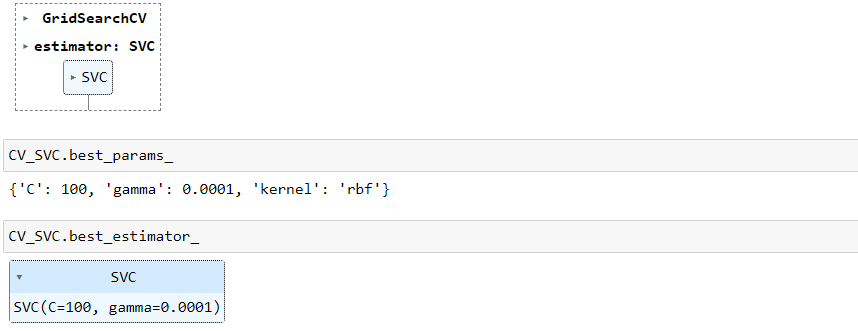 GridSearchCV
estimator: SVC
SVC
CV_SVC.best_params_
{'C': 100, 'gamma': 0.0001, 'kernel': 'rbf'}
CV_SVC.best_estimator_
SVC
SVC(C=100, gamma=0.0001)